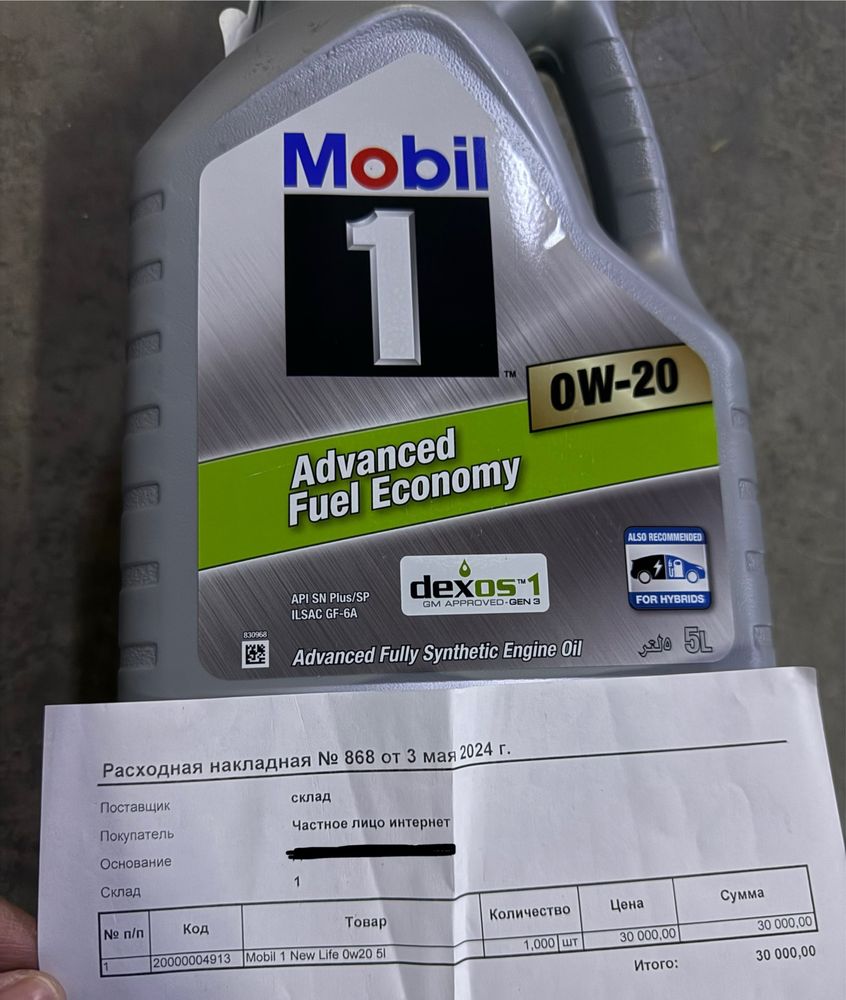 Mobil
1
™
0W-20
Advanced
Fuel Economy
ALSO RECOMMENDED
FOR HYBRIDS
dexos™1
GM APPROVED-GEN 3
API SN Plus/SP
ILSAC GF-6A
830968
Advanced Fully Synthetic Engine Oil
٥لتر 5L
Расходная накладная № 868 от 3 мая 2024 г.
Поставщик склад
Покупатель Частное лицо интернет
Основание
Склад 1
№ п/п Код Товар Количество Цена Сумма
1 20000004913 Mobil 1 New Life 0w20 5l 1,000 шт 30 000,00 30 000,00
Итого: 30 000,00